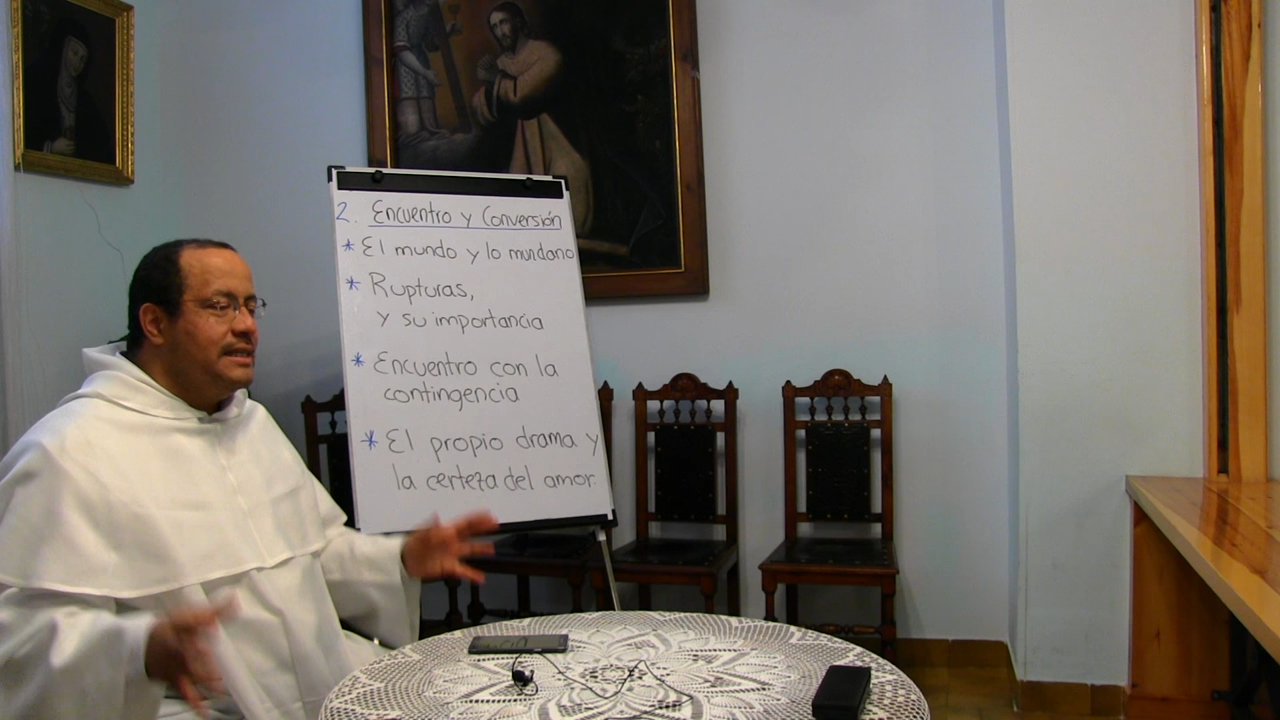 2. Encuentro y Conversión
* El mundo y lo mundano
* Rupturas,
y su importancia
* Encuentro con la
contingencia
* El propio drama y
la certeza del amor.